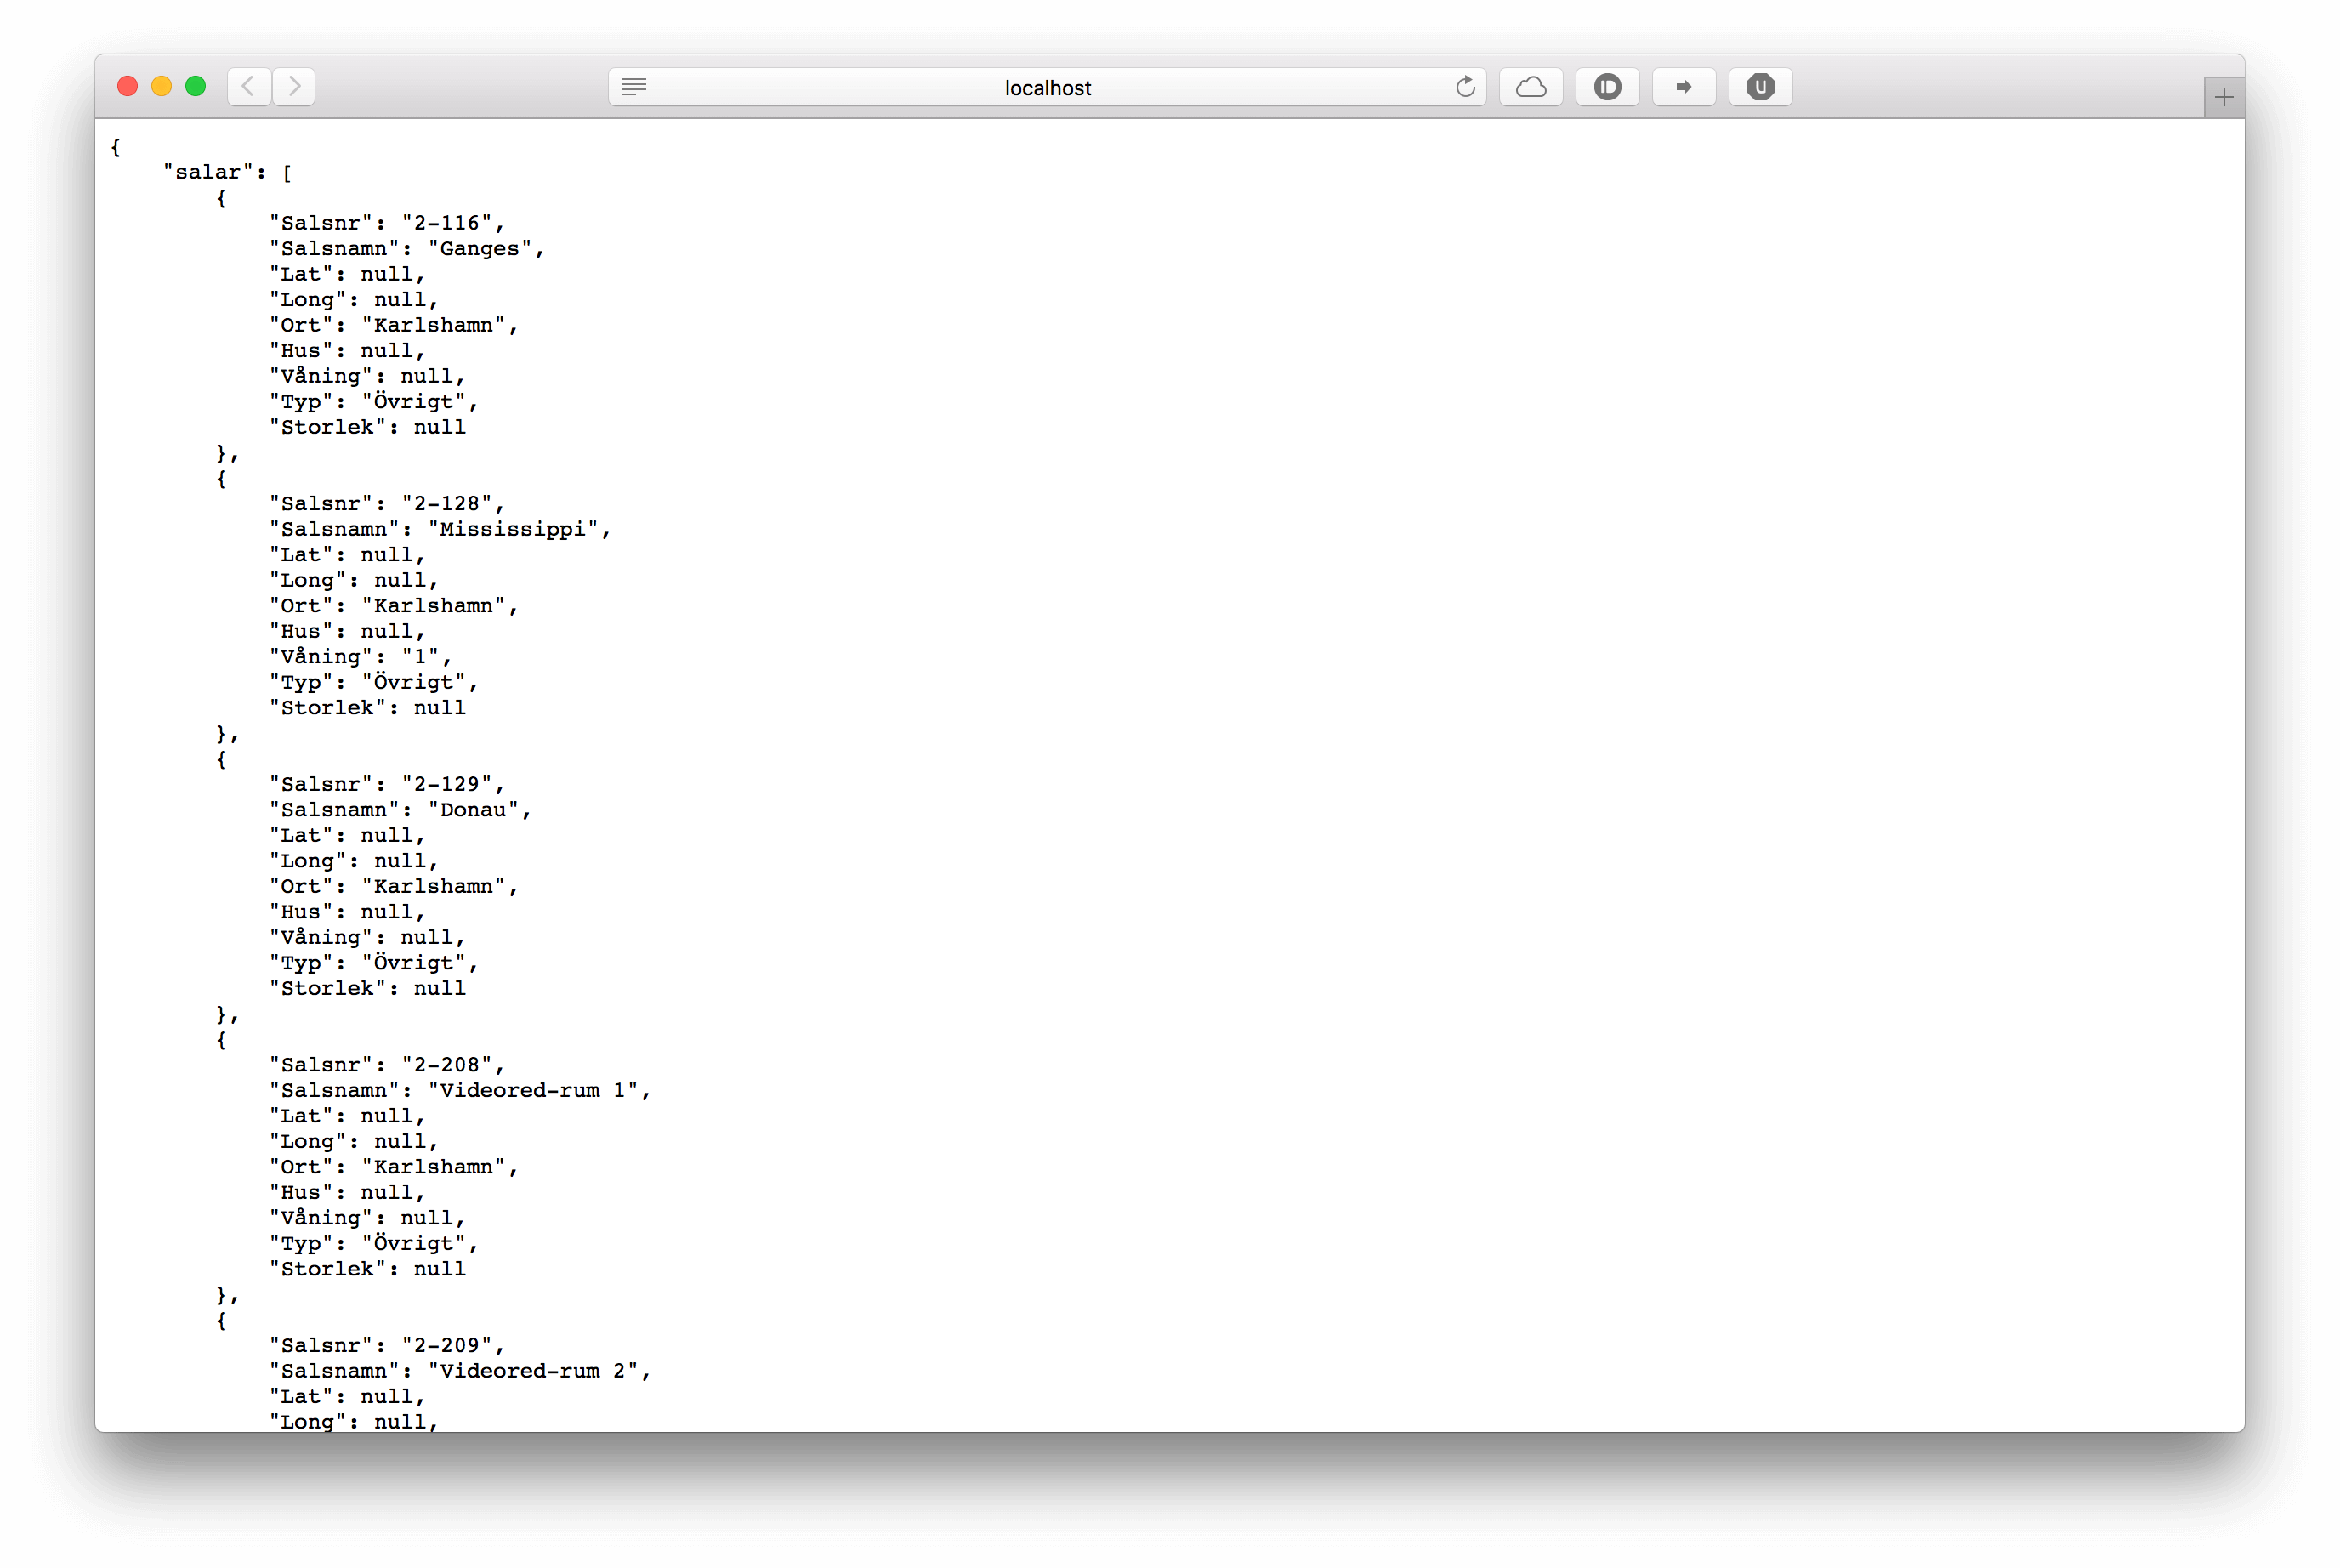 localhost
{
    "salar": [
        {
            "Salsnr": "2-116",
            "Salsnamn": "Ganges",
            "Lat": null,
            "Long": null,
            "Ort": "Karlshamn",
            "Hus": null,
            "Våning": null,
            "Typ": "Övrigt",
            "Storlek": null
        },
        {
            "Salsnr": "2-128",
            "Salsnamn": "Mississippi",
            "Lat": null,
            "Long": null,
            "Ort": "Karlshamn",
            "Hus": null,
            "Våning": "1",
            "Typ": "Övrigt",
            "Storlek": null
        },
        {
            "Salsnr": "2-129",
            "Salsnamn": "Donau",
            "Lat": null,
            "Long": null,
            "Ort": "Karlshamn",
            "Hus": null,
            "Våning": null,
            "Typ": "Övrigt",
            "Storlek": null
        },
        {
            "Salsnr": "2-208",
            "Salsnamn": "Videored-rum 1",
            "Lat": null,
            "Long": null,
            "Ort": "Karlshamn",
            "Hus": null,
            "Våning": null,
            "Typ": "Övrigt",
            "Storlek": null
        },
        {
            "Salsnr": "2-209",
            "Salsnamn": "Videored-rum 2",
            "Lat": null,
            "Long": null,